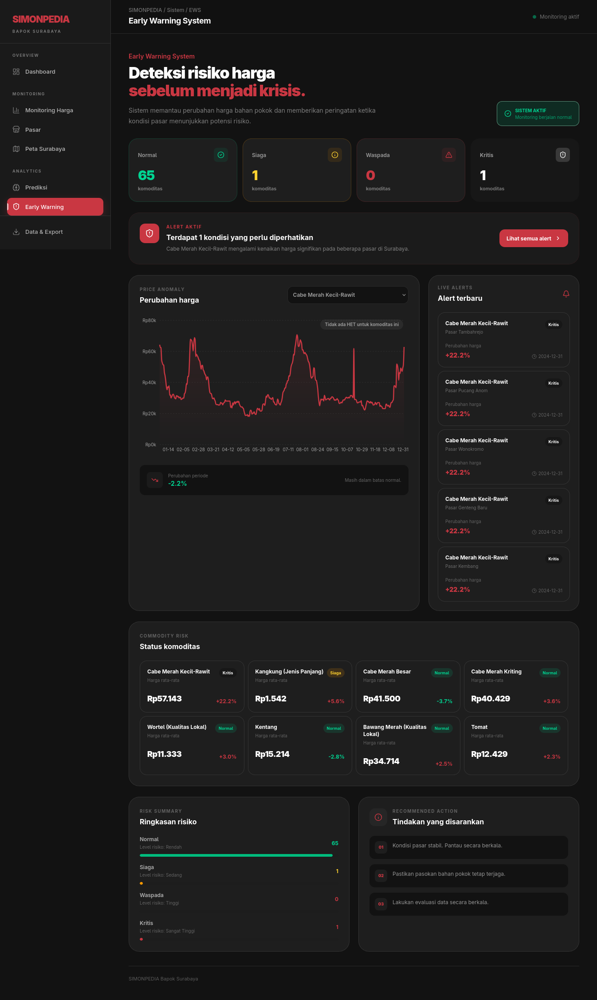 SIMONPEDIA
BAPOK SURABAYA
OVERVIEW
Dashboard
MONITORING
Monitoring Harga
Pasar
Peta Surabaya
ANALYTICS
Prediksi
Early Warning
Data & Export
SIMONPEDIA / Sistem / EWS
Early Warning System
Monitoring aktif
Early Warning System
Deteksi risiko harga
sebelum menjadi krisis.
Sistem memantau perubahan harga bahan pokok dan memberikan peringatan ketika
kondisi pasar menunjukkan potensi risiko.
SISTEM AKTIF
Monitoring berjalan normal
Normal
65
komoditas
Siaga
1
komoditas
Waspada
0
komoditas
Kritis
1
komoditas
ALERT AKTIF
Terdapat 1 kondisi yang perlu diperhatikan
Cabe Merah Kecil-Rawit mengalami kenaikan harga signifikan pada beberapa pasar di Surabaya.
Lihat semua alert
PRICE ANOMALY
Perubahan harga
Cabe Merah Kecil-Rawit
Tidak ada HET untuk komoditas ini
Rp80k
Rp60k
Rp40k
Rp20k
Rp0k
01-14 02-05 02-28 03-21 04-12 05-05 05-28 06-19 07-11 08-01 08-24 09-15 10-07 10-29 11-18 12-08 12-31
Perubahan periode
-2.2%
Masih dalam batas normal.
LIVE ALERTS
Alert terbaru
Cabe Merah Kecil-Rawit
Kritis
Pasar Tambahrejo
Perubahan harga
+22.2%
2024-12-31
Cabe Merah Kecil-Rawit
Kritis
Pasar Pucang Anom
Perubahan harga
+22.2%
2024-12-31
Cabe Merah Kecil-Rawit
Kritis
Pasar Wonokromo
Perubahan harga
+22.2%
2024-12-31
Cabe Merah Kecil-Rawit
Kritis
Pasar Genteng Baru
Perubahan harga
+22.2%
2024-12-31
Cabe Merah Kecil-Rawit
Kritis
Pasar Kembang
Perubahan harga
+22.2%
2024-12-31
COMMODITY RISK
Status komoditas
Cabe Merah Kecil-Rawit
Kritis
Harga rata-rata
Rp57.143
+22.2%
Kangkung (Jenis Panjang)
Siaga
Harga rata-rata
Rp1.542
+5.6%
Cabe Merah Besar
Normal
Harga rata-rata
Rp41.500
-3.7%
Cabe Merah Kriting
Normal
Harga rata-rata
Rp40.429
+3.6%
Wortel (Kualitas Lokal)
Normal
Harga rata-rata
Rp11.333
+3.0%
Kentang
Normal
Harga rata-rata
Rp15.214
-2.8%
Bawang Merah (Kualitas
Lokal)
Normal
Harga rata-rata
Rp34.714
+2.5%
Tomat
Normal
Harga rata-rata
Rp12.429
+2.3%
RISK SUMMARY
Ringkasan risiko
Normal
Level risiko: Rendah
65
Siaga
Level risiko: Sedang
1
Waspada
Level risiko: Tinggi
0
Kritis
Level risiko: Sangat Tinggi
1
RECOMMENDED ACTION
Tindakan yang disarankan
01
Kondisi pasar stabil. Pantau secara berkala.
02
Pastikan pasokan bahan pokok tetap terjaga.
03
Lakukan evaluasi data secara berkala.
SIMONPEDIA Bapok Surabaya